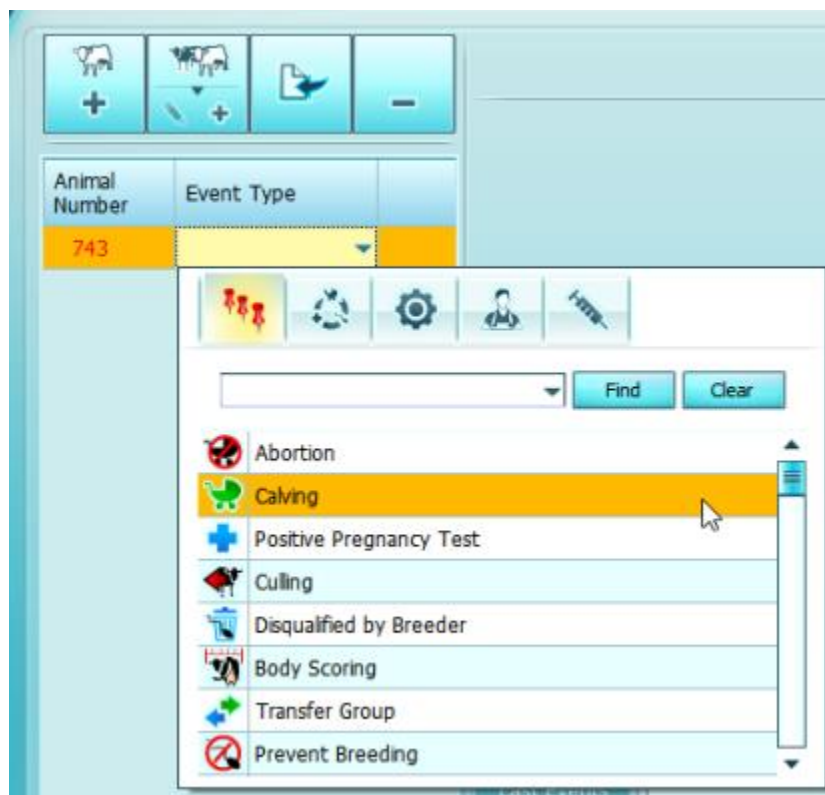 Animal
Number
Event Type
743
Find
Clear
Abortion
Calving
Positive Pregnancy Test
Culling
Disqualified by Breeder
Body Scoring
Transfer Group
Prevent Breeding